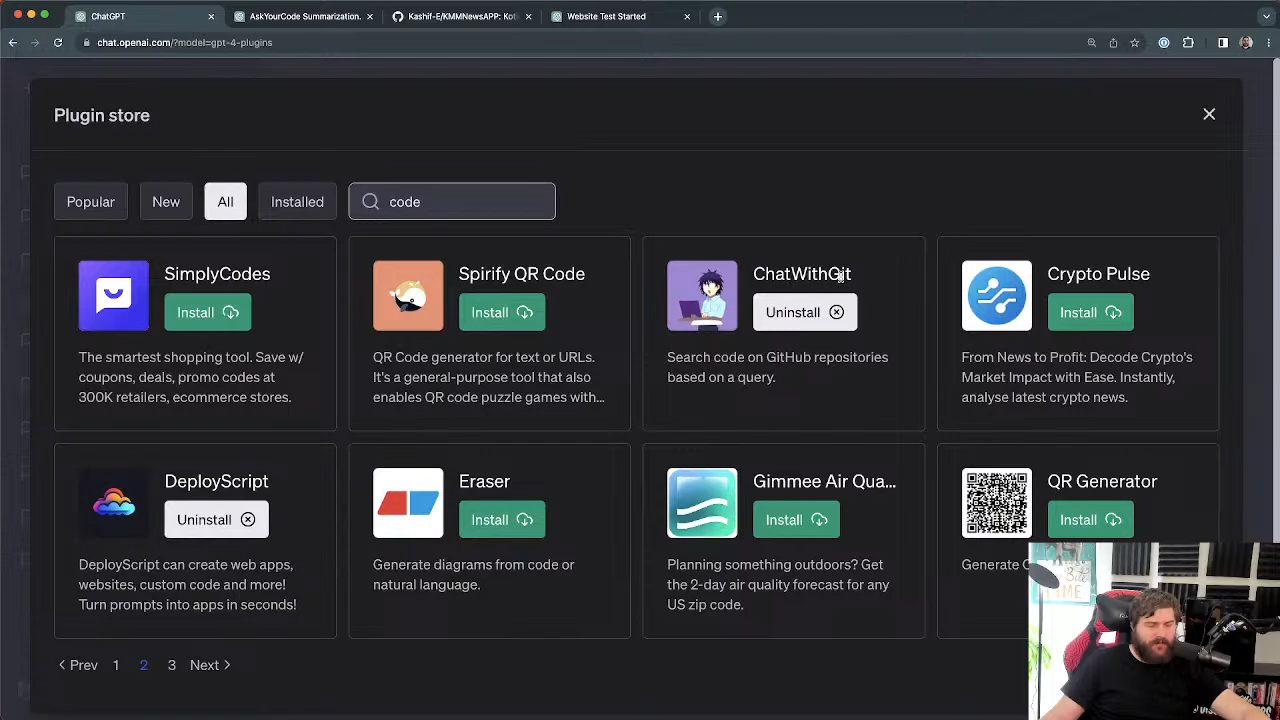 ChatGPT
AskYourCode Summarization.
Kashif-E/KMMNewsAPP: Kot
Website Test Started
chat.openai.com/?model=gpt-4-plugins
Plugin store
Popular
New
All
Installed
code
SimplyCodes
Install
The smartest shopping tool. Save w/
coupons, deals, promo codes at
300K retailers, ecommerce stores.
Spirify QR Code
Install
QR Code generator for text or URLs.
It's a general-purpose tool that also
enables QR code puzzle games with...
ChatWithGit
Uninstall
Search code on GitHub repositories
based on a query.
Crypto Pulse
Install
From News to Profit: Decode Crypto's
Market Impact with Ease. Instantly,
analyse latest crypto news.
DeployScript
Uninstall
DeployScript can create web apps,
websites, custom code and more!
Turn prompts into apps in seconds!
Eraser
Install
Generate diagrams from code or
natural language.
Gimmee Air Qua...
Install
Planning something outdoors? Get
the 2-day air quality forecast for any
US zip code.
QR Generator
Install
Generate
Prev 1 2 3 Next